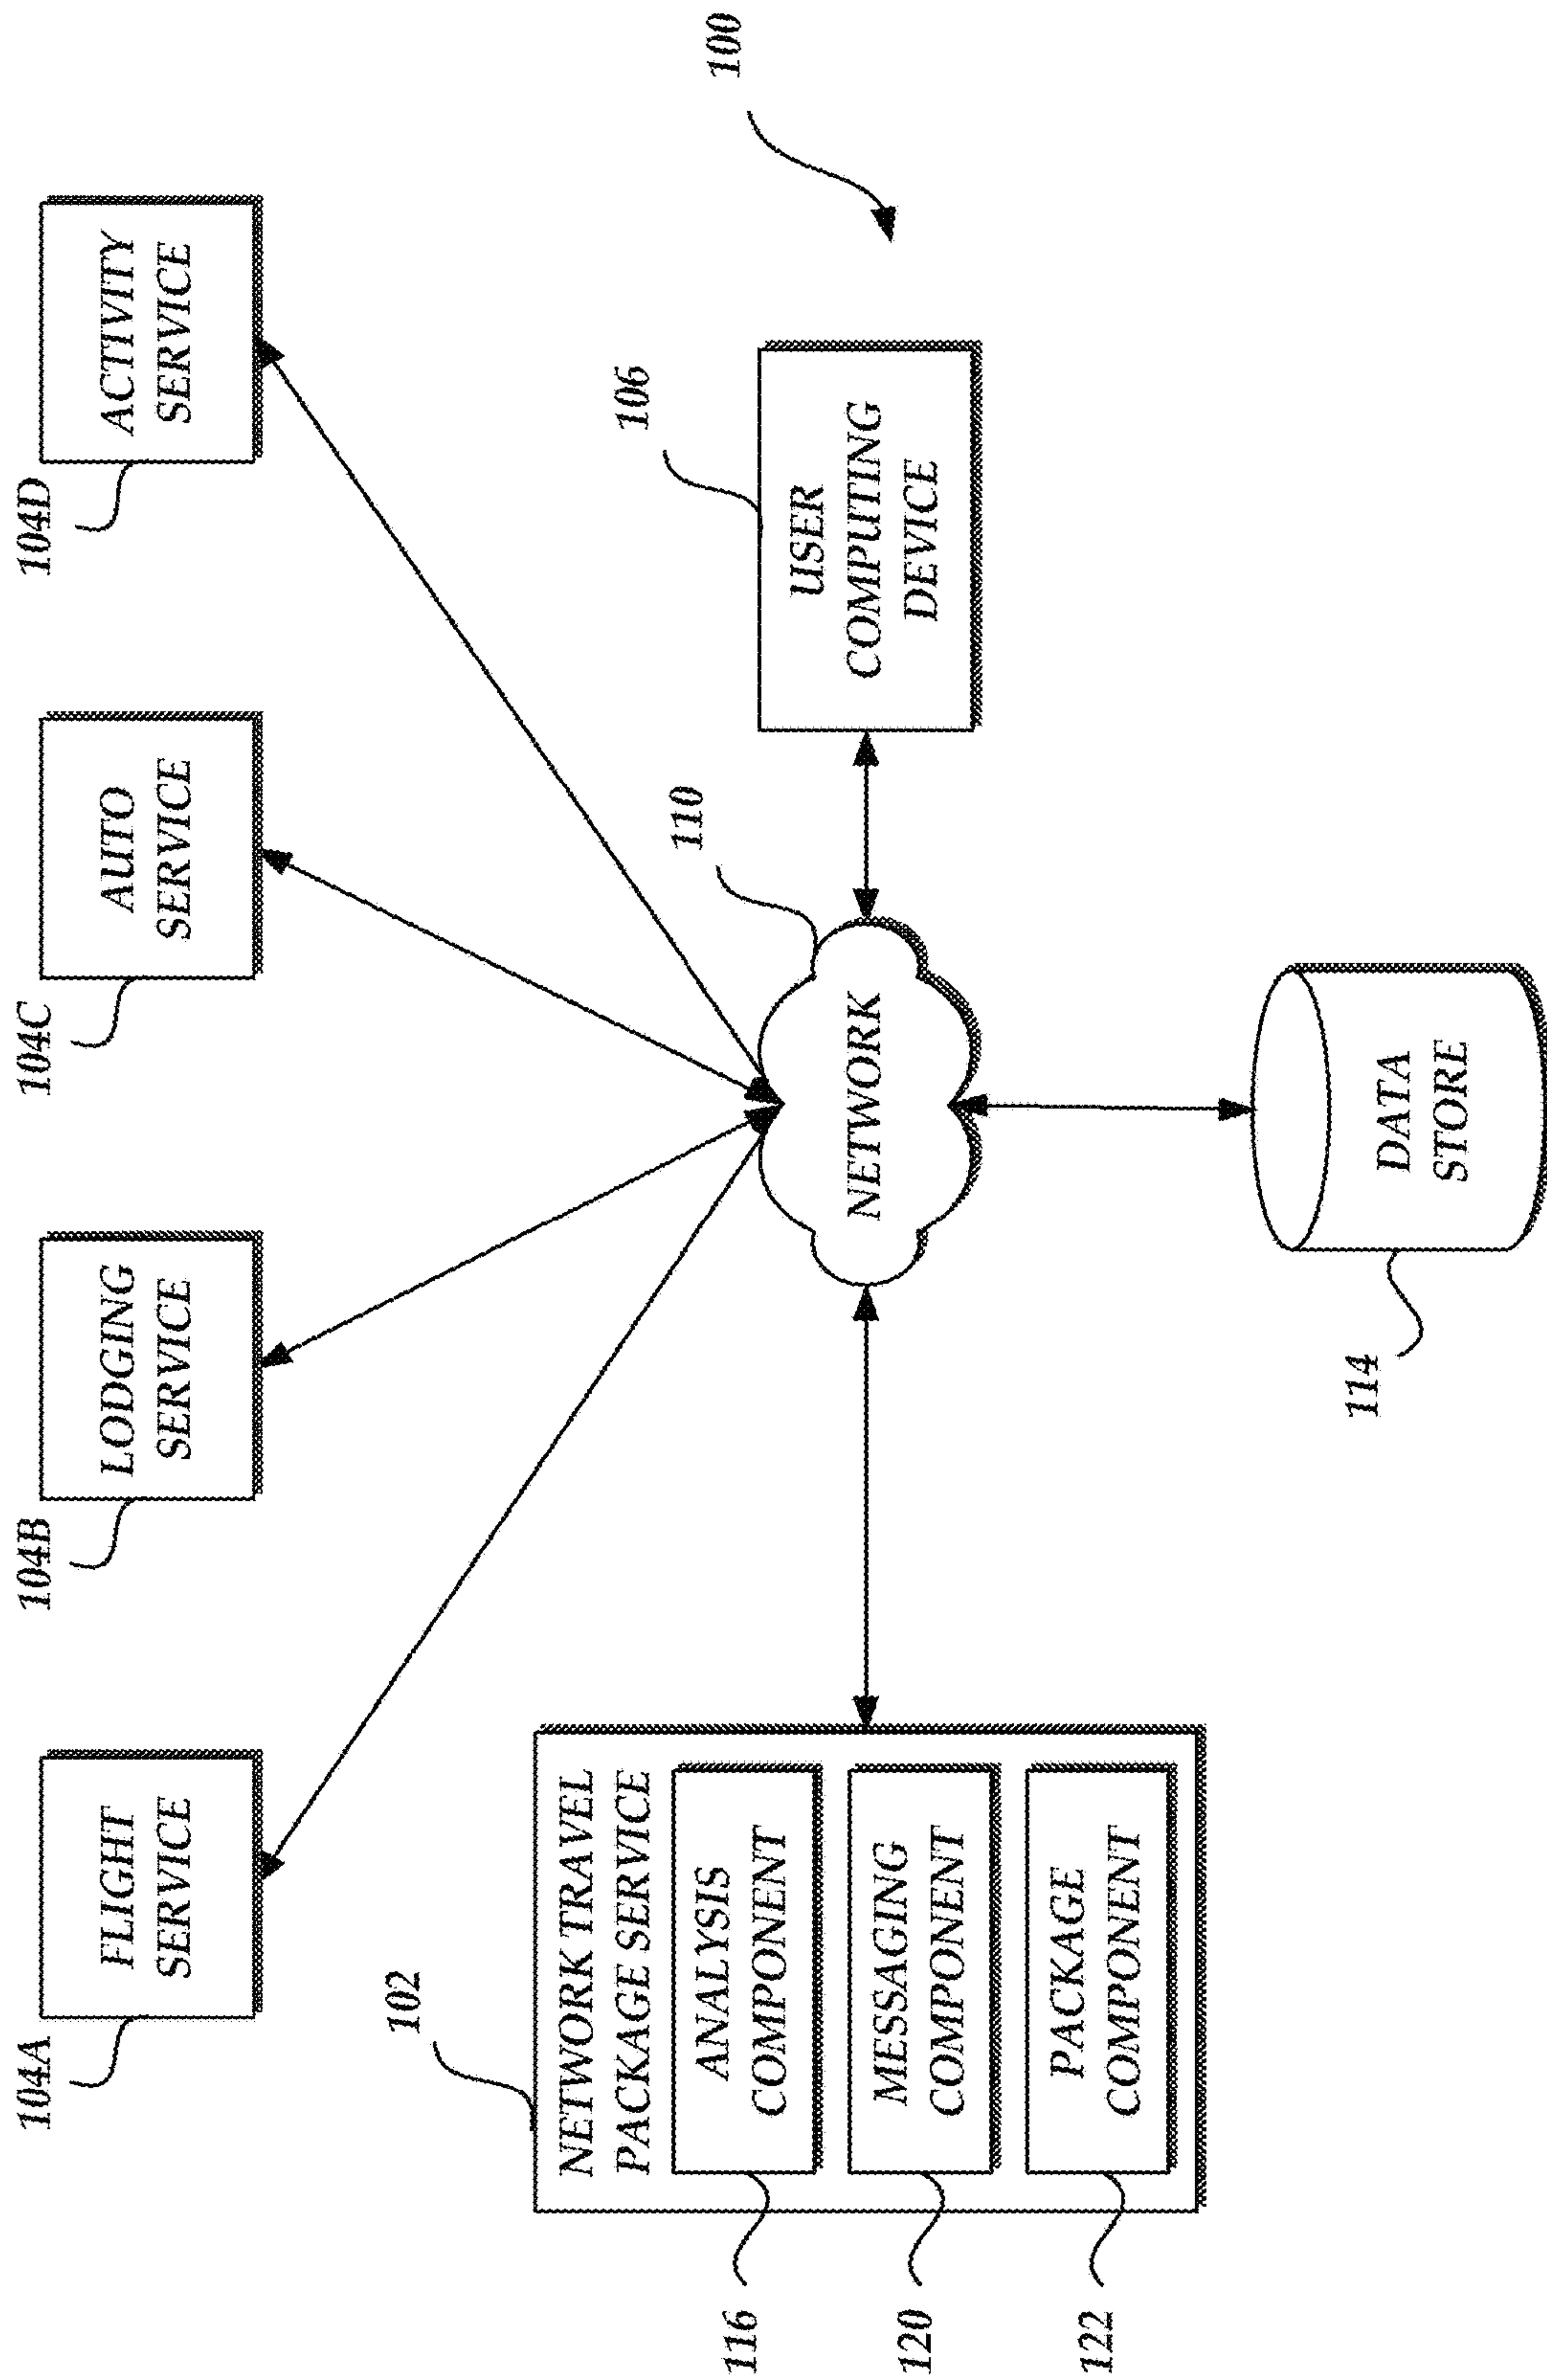 104A
FLIGHT
SERVICE
104B
LODGING
SERVICE
104C
AUTO
SERVICE
104D
ACTIVITY
SERVICE
102
NETWORK TRAVEL
PACKAGE SERVICE
116
ANALYSIS
COMPONENT
120
MESSAGING
COMPONENT
122
PACKAGE
COMPONENT
110
NETWORK
106
USER
COMPUTING
DEVICE
100
114
DATA
STORE